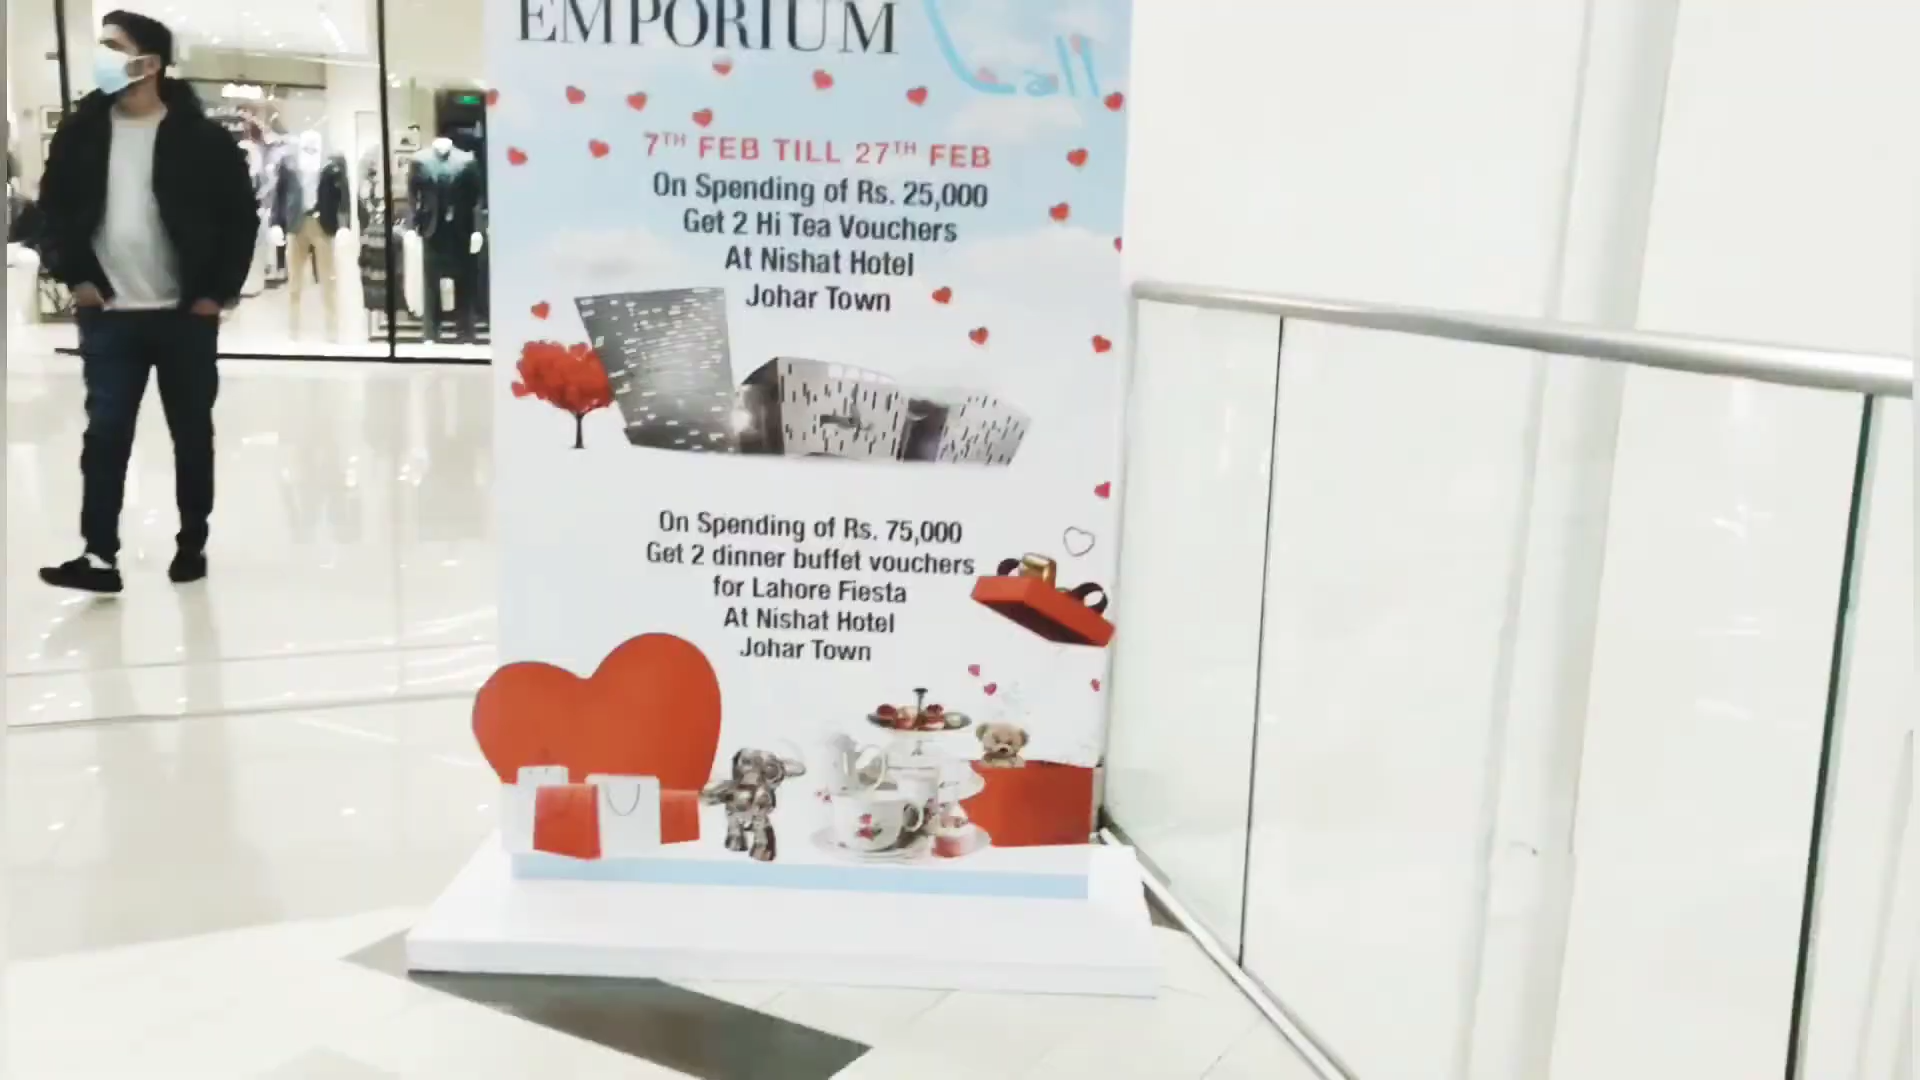 EMPORIUM
7TH FEB TILL 27TH FEB
On Spending of Rs. 25,000
Get 2 Hi Tea Vouchers
At Nishat Hotel
Johar Town
On Spending of Rs. 75,000
Get 2 dinner buffet vouchers
for Lahore Fiesta
At Nishat Hotel
Johar Town